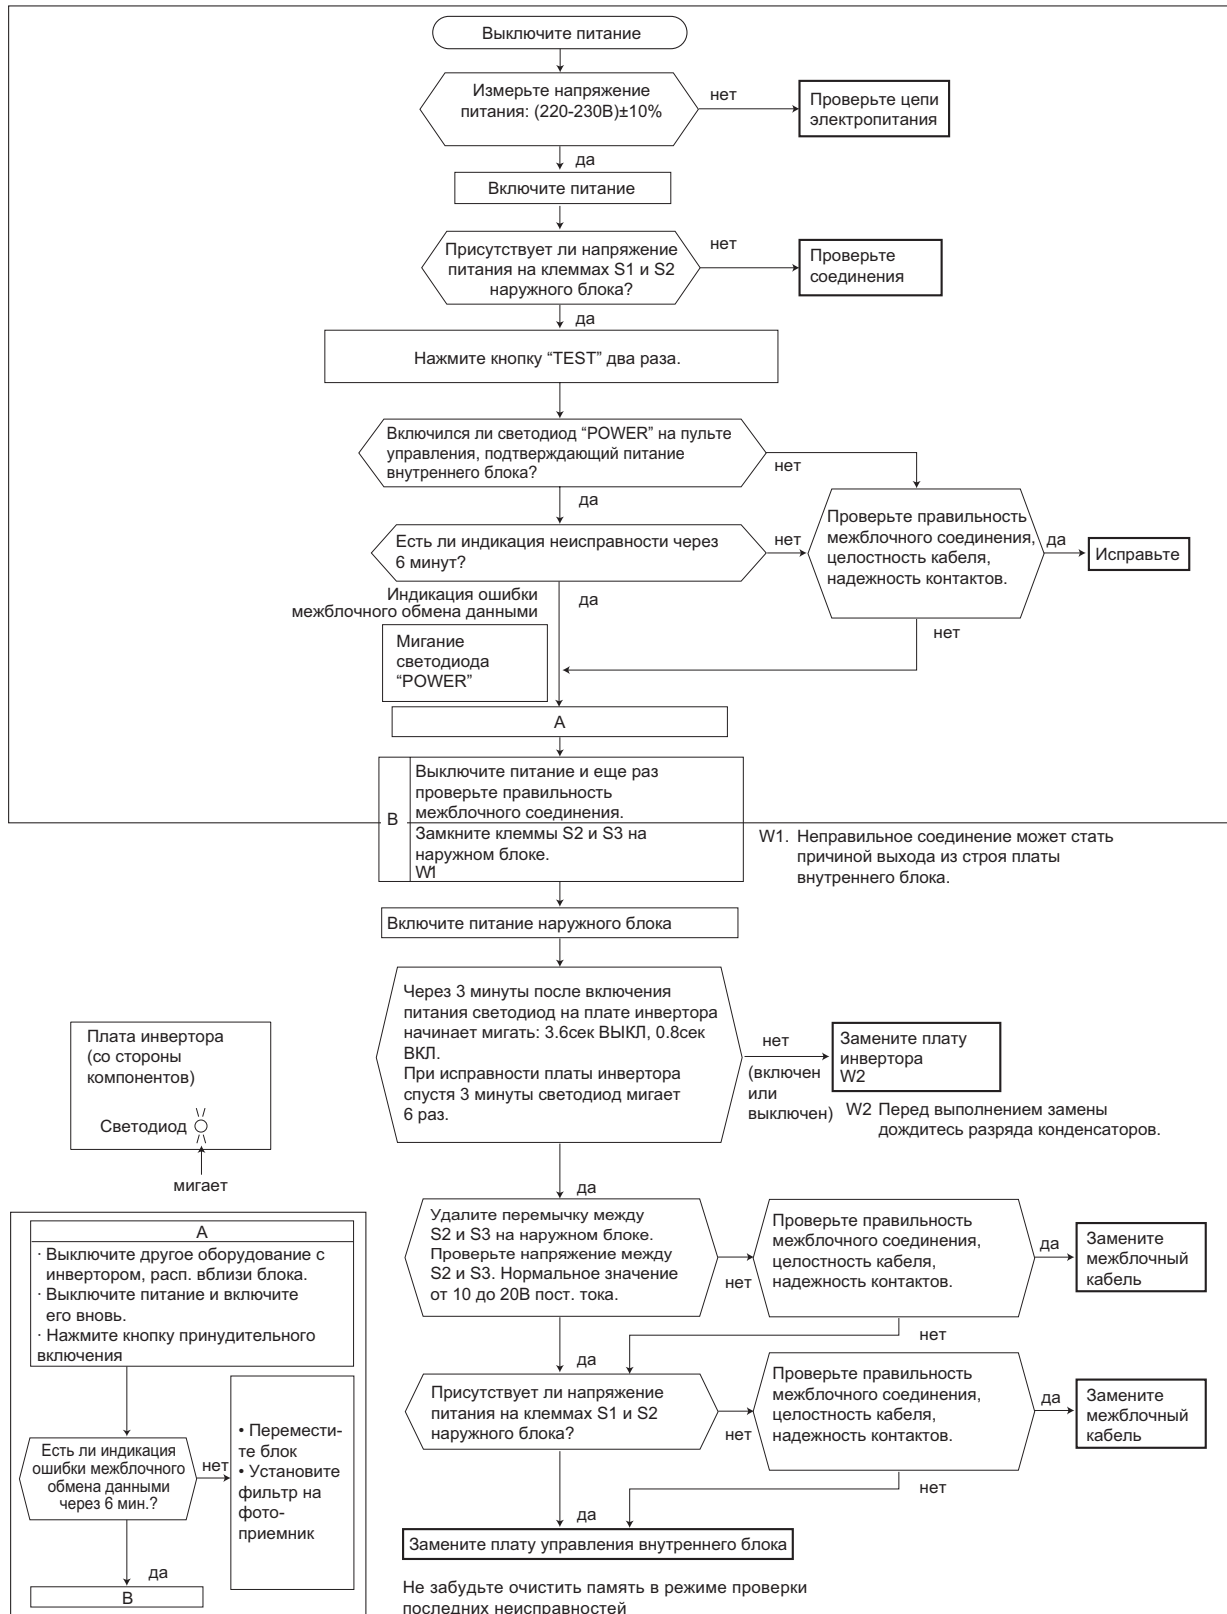 Выключите питание
Измерьте напряжение
питания: (220-230В)±10%
нет
Проверьте цепи
электропитания
да
Включите питание
Присутствует ли напряжение
питания на клеммах S1 и S2
наружного блока?
нет
Проверьте
соединения
да
Нажмите кнопку “TEST” два раза.
Включился ли светодиод “POWER” на пульте
управления, подтверждающий питание
внутреннего блока?
нет
да
Есть ли индикация неисправности через
6 минут?
нет
Проверьте правильность
межблочного соединения,
целостность кабеля,
надежность контактов.
да
Исправьте
Индикация ошибки
межблочного обмена данными
да
нет
Мигание
светодиода
“POWER”
A
B
Выключите питание и еще раз
проверьте правильность
межблочного соединения.
Замкните клеммы S2 и S3 на
наружном блоке.
W1
W1. Неправильное соединение может стать
причиной выхода из строя платы
внутреннего блока.
Включите питание наружного блока
Через 3 минуты после включения
питания светодиод на плате инвертора
начинает мигать: 3.6сек ВЫКЛ, 0.8сек
ВКЛ.
При исправности платы инвертора
спустя 3 минуты светодиод мигает
6 раз.
нет
(включен
или
выключен)
Замените плату
инвертора
W2
W2 Перед выполнением замены
дождитесь разряда конденсаторов.
Плата инвертора
(со стороны
компонентов)
Светодиод
мигает
да
Удалите перемычку между
S2 и S3 на наружном блоке.
Проверьте напряжение между
S2 и S3. Нормальное значение
от 10 до 20В пост. тока.
нет
Проверьте правильность
межблочного соединения,
целостность кабеля,
надежность контактов.
да
Замените
межблочный
кабель
нет
да
Присутствует ли напряжение
питания на клеммах S1 и S2
наружного блока?
нет
Проверьте правильность
межблочного соединения,
целостность кабеля,
надежность контактов.
да
Замените
межблочный
кабель
нет
да
Замените плату управления внутреннего блока
Не забудьте очистить память в режиме проверки
последних неисправностей
A
· Выключите другое оборудование с
инвертором, расп. вблизи блока.
· Выключите питание и включите
его вновь.
· Нажмите кнопку принудительного
включения
Есть ли индикация
ошибки межблочного
обмена данными
через 6 мин.?
нет
• Перемести-
те блок
• Установите
фильтр на
фото-
приемник
да
B